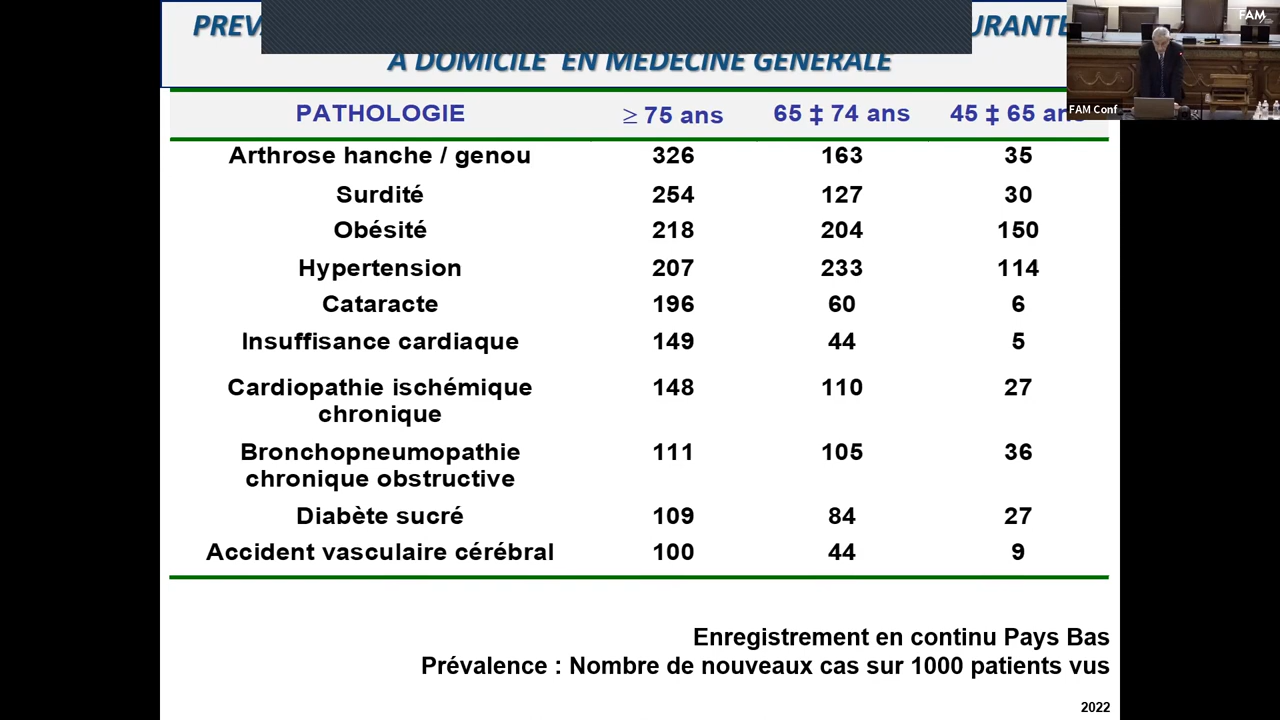 À DOMICILE EN MÉDECINE GÉNÉRALE
FAM
FAM Conf
PATHOLOGIE ≥ 75 ans 65 ‡ 74 ans 45 ‡ 65 ans
Arthrose hanche / genou 326 163 35
Surdité 254 127 30
Obésité 218 204 150
Hypertension 207 233 114
Cataracte 196 60 6
Insuffisance cardiaque 149 44 5
Cardiopathie ischémique 148 110 27
chronique
Bronchopneumopathie 111 105 36
chronique obstructive
Diabète sucré 109 84 27
Accident vasculaire cérébral 100 44 9
Enregistrement en continu Pays Bas
Prévalence : Nombre de nouveaux cas sur 1000 patients vus
2022